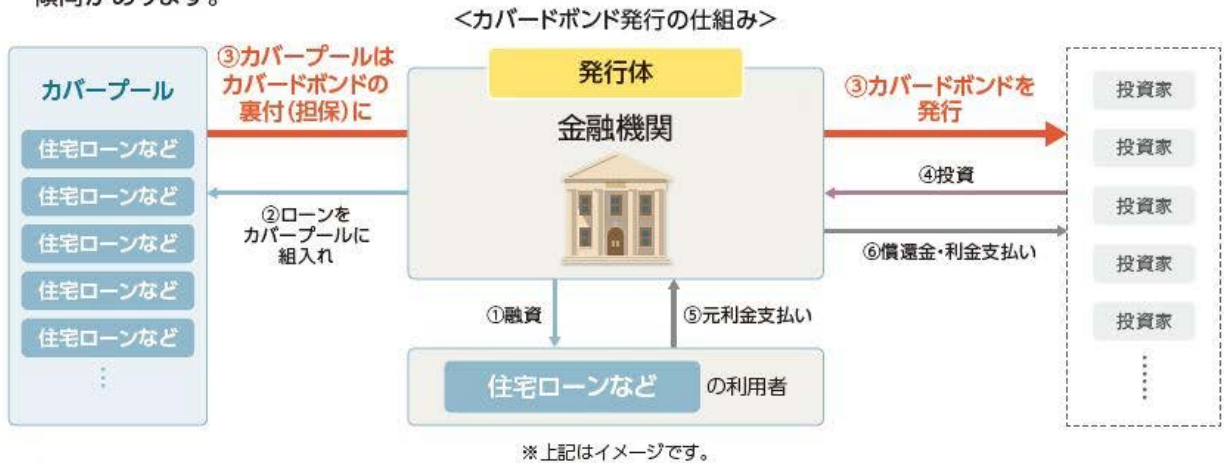 傾向があります。
<カバードボンド発行の仕組み>
カバープール
住宅ローンなど
住宅ローンなど
住宅ローンなど
住宅ローンなど
住宅ローンなど
⋮
③カバープールは
カバードボンドの
裏付(担保)に
②ローンを
カバープールに
組入れ
発行体
金融機関
①融資
⑤元利金支払い
住宅ローンなど の利用者
③カバードボンドを
発行
④投資
⑥償還金・利金支払い
投資家
投資家
投資家
投資家
投資家
⋮
※上記はイメージです。